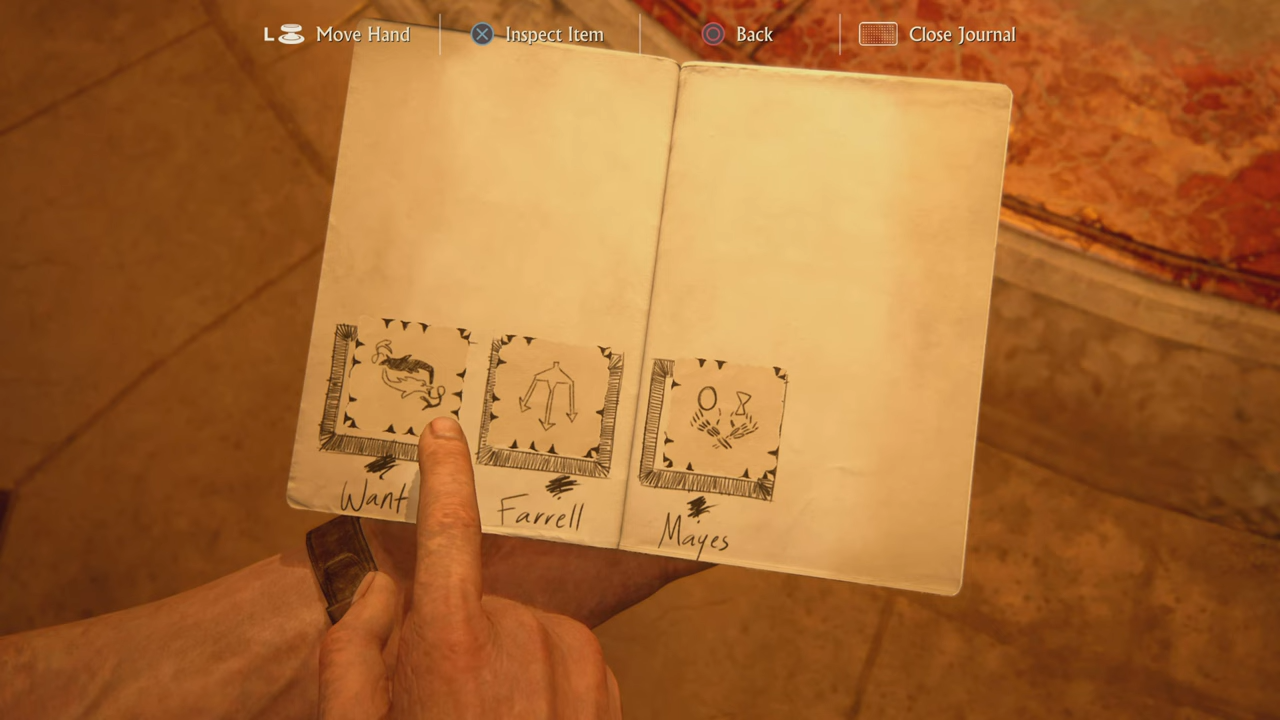 L Move Hand
Inspect Item
Back
Close Journal
Want
Farrell
Mayes